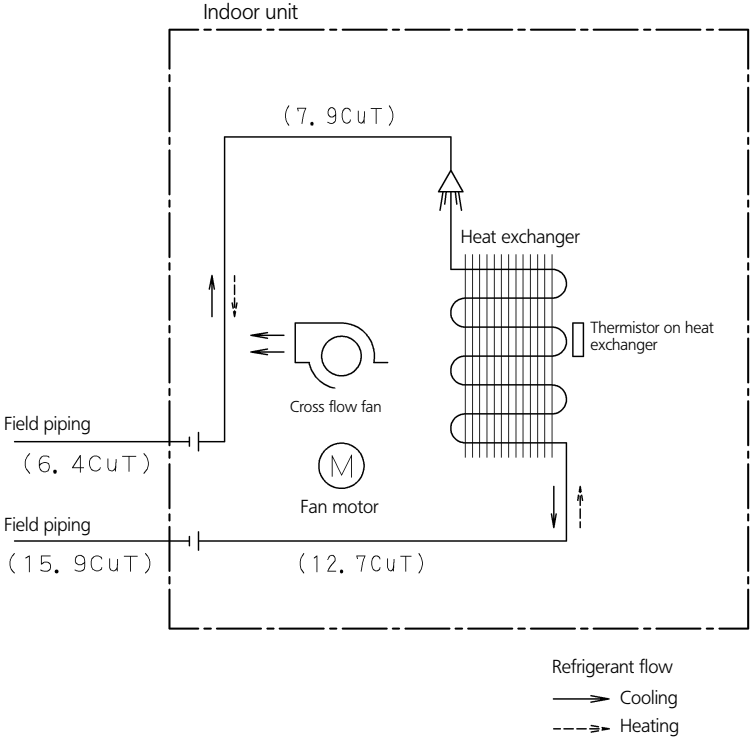 Indoor unit
(7.9CuT)
Heat exchanger
Thermistor on heat
exchanger
Cross flow fan
Field piping
(6.4CuT)
M
Fan motor
Field piping
(15.9CuT)
(12.7CuT)
Refrigerant flow
Cooling
Heating